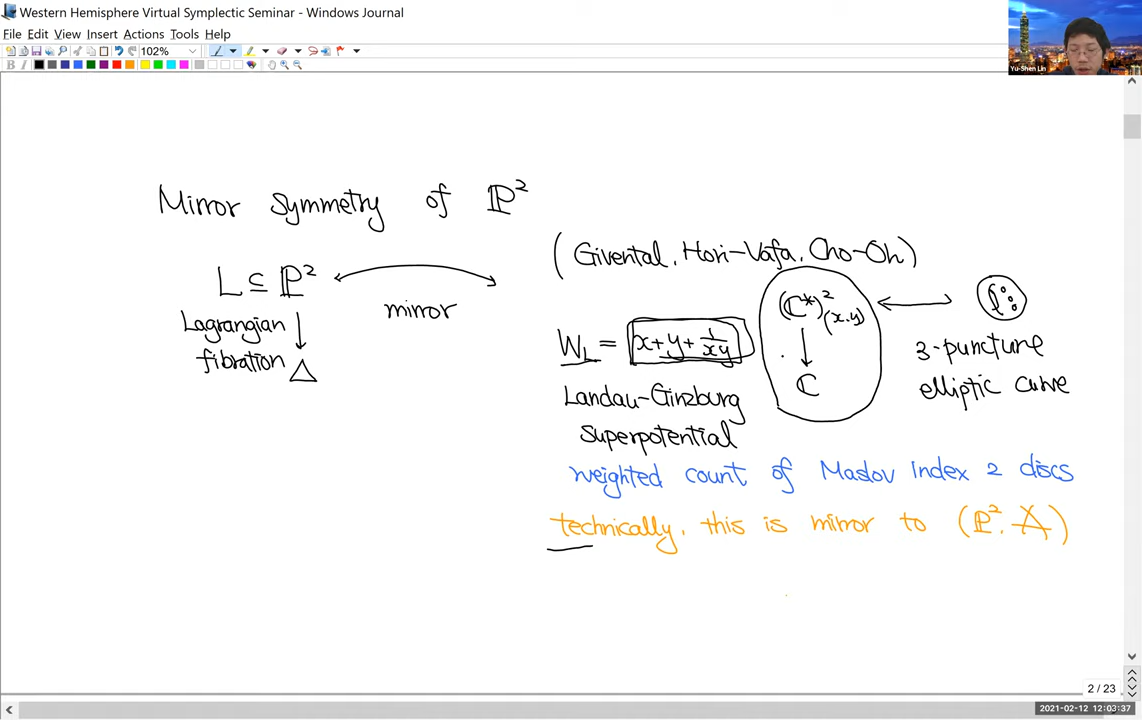 Western Hemisphere Virtual Symplectic Seminar - Windows Journal
File Edit View Insert Actions Tools Help
102%
B I
Yu-Shen Lin
Mirror Symmetry of ℙ²
(Givental, Hori-Vafa, Cho-Oh)
L ⊆ ℙ²
mirror
Lagrangian
fibration △
W_L = x+y+1/xy
(ℂ*)²(x,y)
ℂ
3-puncture
elliptic curve
Landau-Ginzburg
Superpotential
weighted count of Maslov index 2 discs
technically, this is mirror to (ℙ², △)
2 / 23
2021-02-12 12:03:37